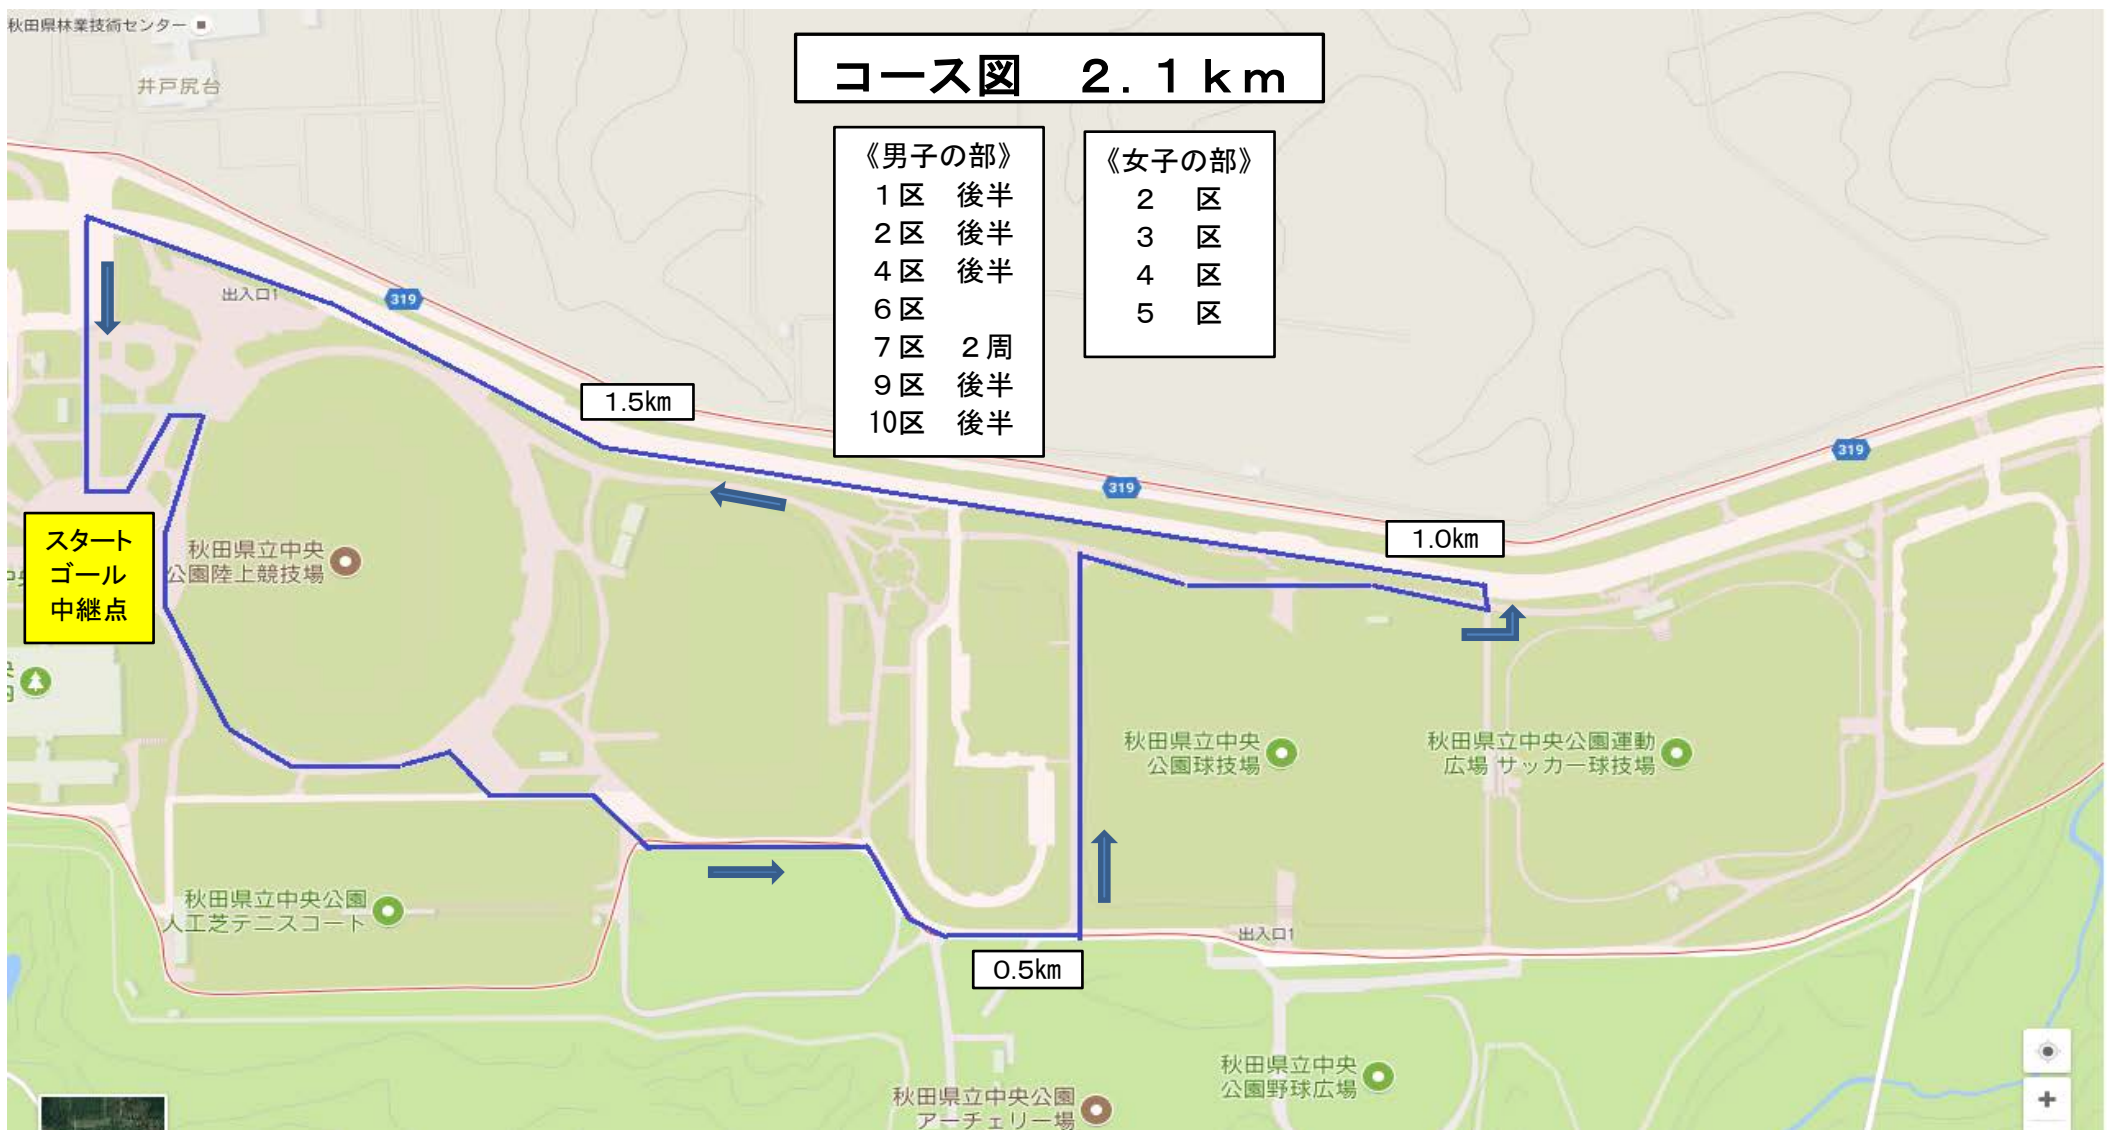 秋田県林業技術センター
井戸尻台
コース図　２.１ｋｍ
《男子の部》
１区　後半
２区　後半
４区　後半
６区
７区　２周
９区　後半
10区　後半
《女子の部》
２　区
３　区
４　区
５　区
出入口1
319
1.5㎞
319
319
1.0㎞
スタート
ゴール
中継点
秋田県立中央
公園陸上競技場
秋田県立中央
公園球技場
秋田県立中央公園運動
広場 サッカー球技場
秋田県立中央公園
人工芝テニスコート
出入口1
0.5㎞
秋田県立中央
公園野球広場
秋田県立中央公園
アーチェリー場